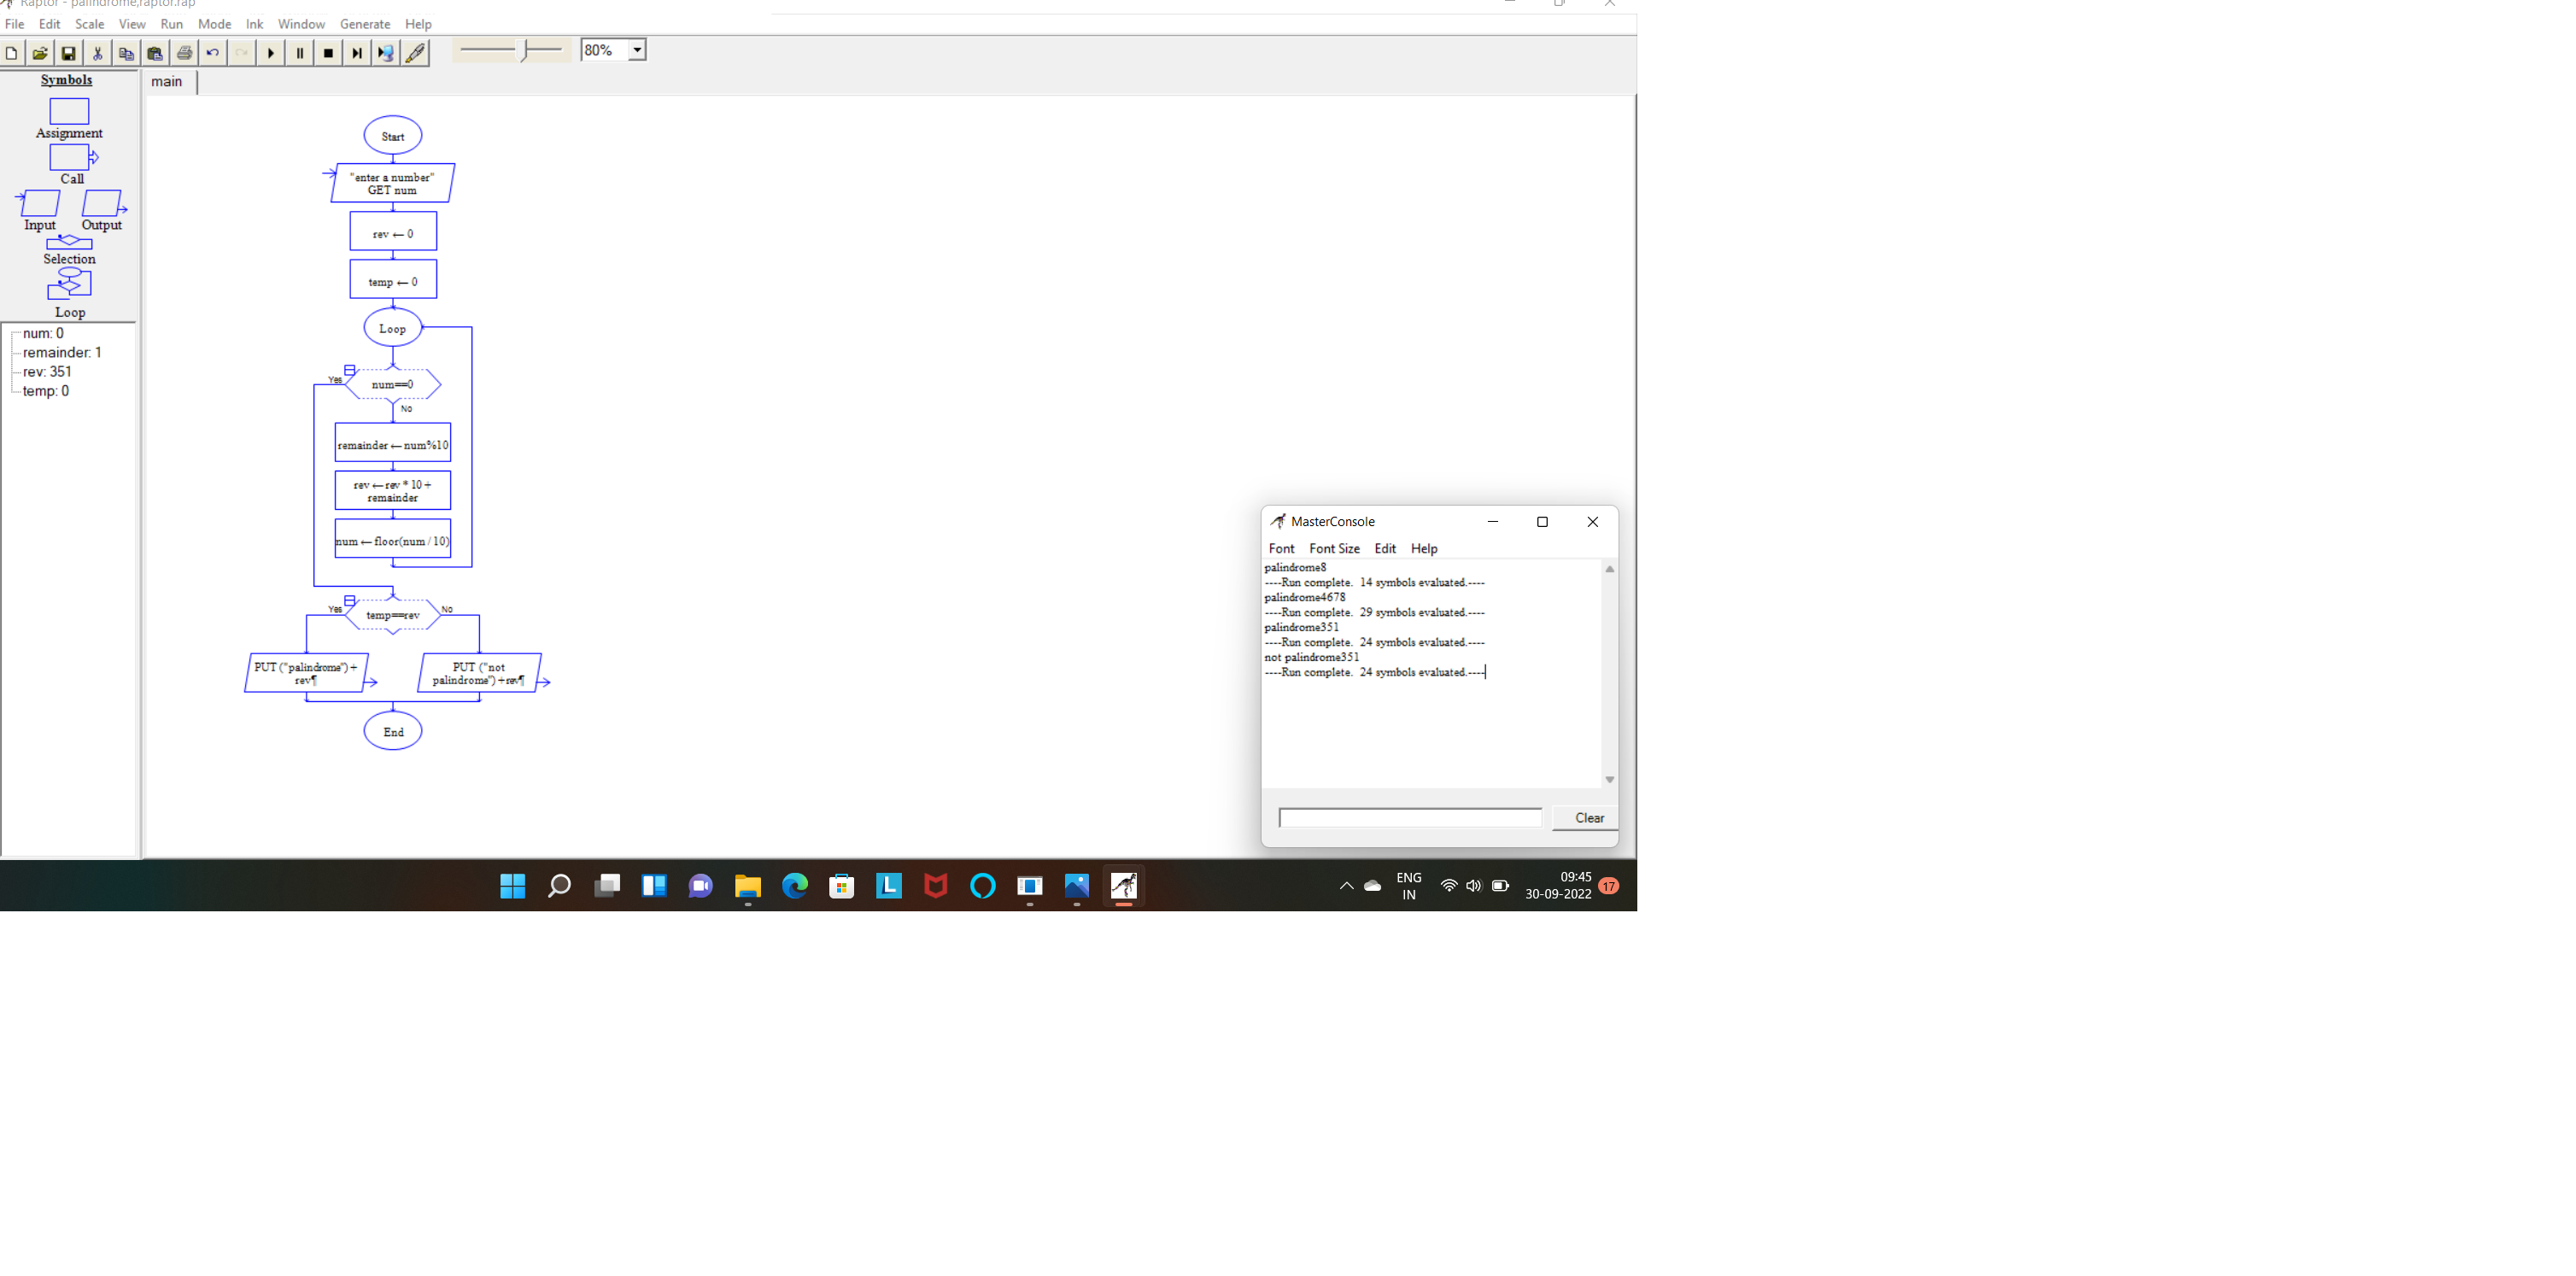 Raptor - palindrome,raptor.rap
File Edit Scale View Run Mode Ink Window Generate Help
80%
Symbols
Assignment
Call
Input Output
Selection
Loop
num: 0
remainder: 1
rev: 351
temp: 0
main
Start
"enter a number"
GET num
rev ← 0
temp ← 0
Loop
Yes
num==0
No
remainder ← num%10
rev ← rev * 10 +
remainder
num ← floor(num / 10)
Yes
temp==rev
No
PUT ("palindrome") +
rev¶
PUT ("not
palindrome") +rev¶
End
MasterConsole
Font Font Size Edit Help
palindrome8
----Run complete. 14 symbols evaluated.----
palindrome4678
----Run complete. 29 symbols evaluated.----
palindrome351
----Run complete. 24 symbols evaluated.----
not palindrome351
----Run complete. 24 symbols evaluated.----
Clear
L
ENG
IN
09:45
30-09-2022
17